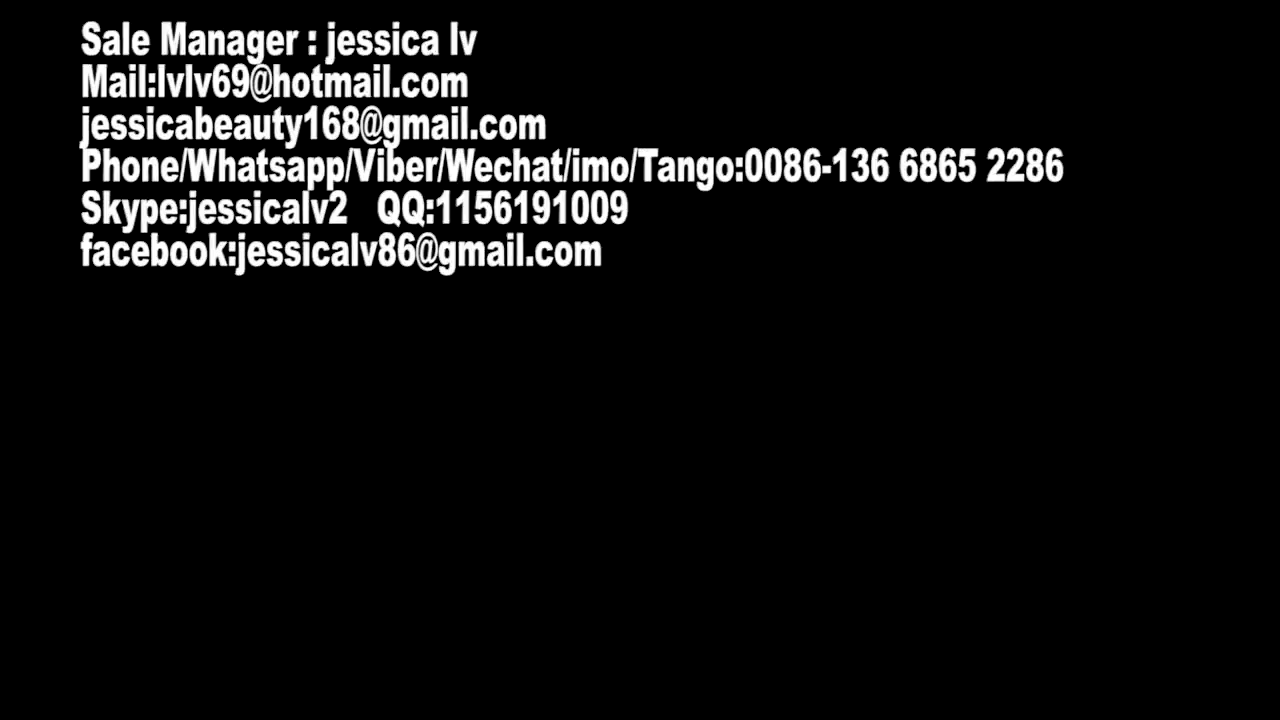 Sale Manager : jessica lv
Mail:lvlv69@hotmail.com
jessicabeauty168@gmail.com
Phone/Whatsapp/Viber/Wechat/imo/Tango:0086-136 6865 2286
Skype:jessicalv2   QQ:1156191009
facebook:jessicalv86@gmail.com